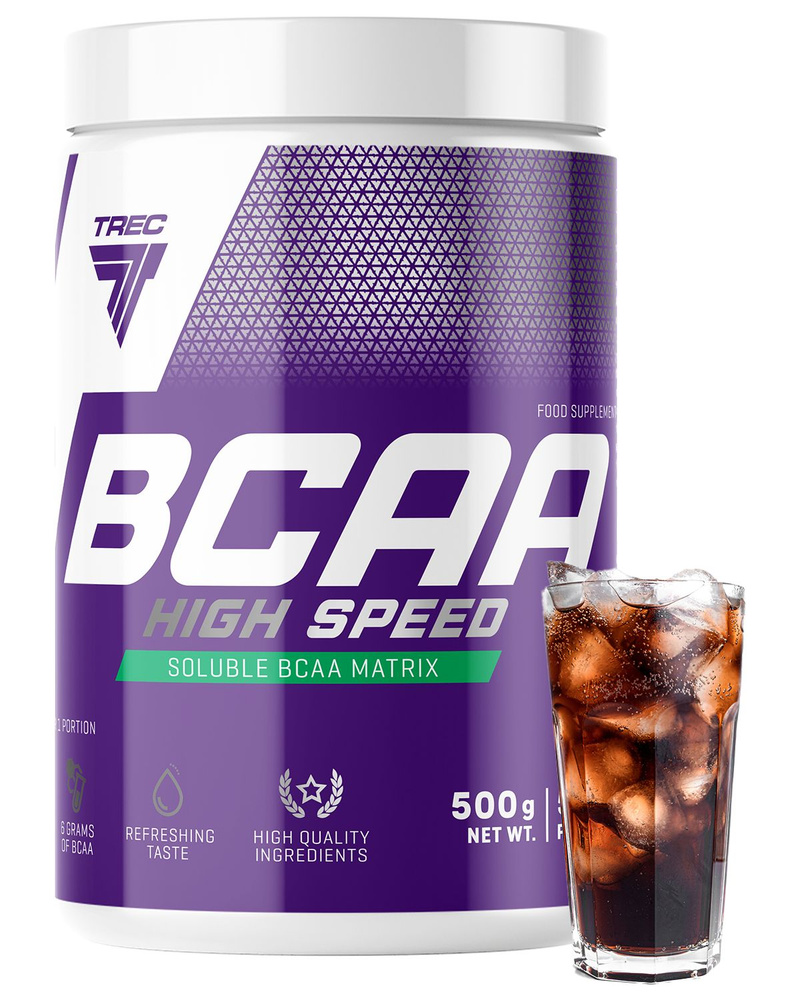 TREC
FOOD SUPPLEMENT
BCAA
HIGH SPEED
SOLUBLE BCAA MATRIX
1 PORTION
6 GRAMS
OF BCAA
REFRESHING
TASTE
HIGH QUALITY
INGREDIENTS
500g
NET WT.